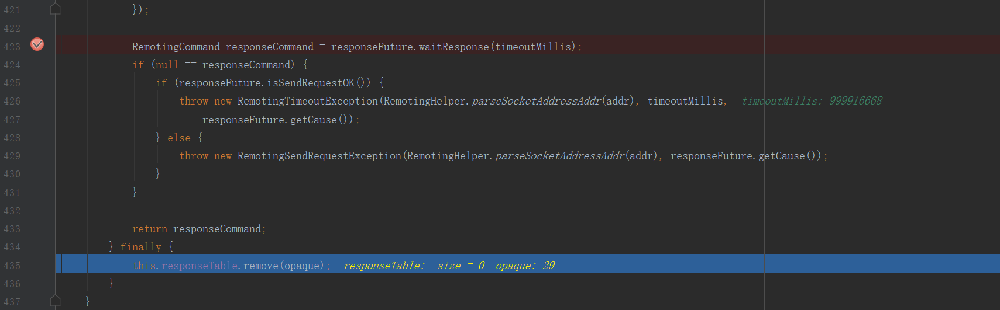 421 });
422
423 RemotingCommand responseCommand = responseFuture.waitResponse(timeoutMillis);
424 if (null == responseCommand) {
425 if (responseFuture.isSendRequestOK()) {
426 throw new RemotingTimeoutException(RemotingHelper.parseSocketAddressAddr(addr), timeoutMillis, timeoutMillis: 999916668
427 responseFuture.getCause());
428 } else {
429 throw new RemotingSendRequestException(RemotingHelper.parseSocketAddressAddr(addr), responseFuture.getCause());
430 }
431 }
432
433 return responseCommand;
434 } finally {
435 this.responseTable.remove(opaque); responseTable: size = 0 opaque: 29
436 }
437 }